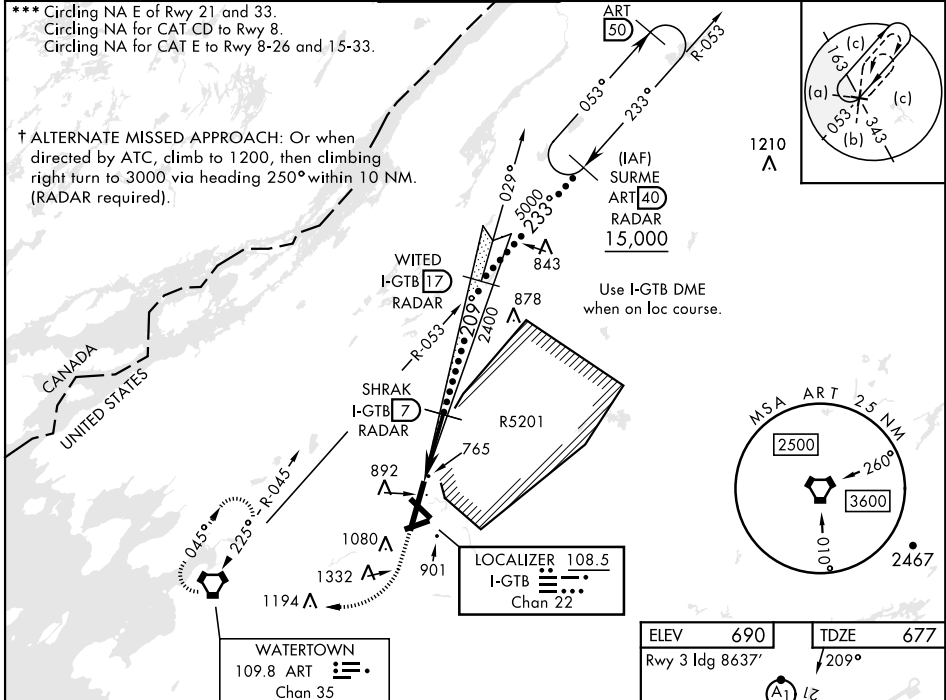 *** Circling NA E of Rwy 21 and 33.
Circling NA for CAT CD to Rwy 8.
Circling NA for CAT E to Rwy 8-26 and 15-33.
ART
50
R-053
053°
233°
163
(c)
(a)
(c)
053
(b)
343
† ALTERNATE MISSED APPROACH: Or when
directed by ATC, climb to 1200, then climbing
right turn to 3000 via heading 250° within 10 NM.
(RADAR required).
1210
(IAF)
SURME
ART 40
RADAR
15,000
029°
5000
233°
843
WITED
I-GTB 17
RADAR
878
Use I-GTB DME
when on loc course.
209°
2400
R-053
CANADA
UNITED STATES
SHRAK
I-GTB 7
RADAR
R5201
MSA ART 25 NM
2500
260°
3600
010°
2467
765
892
045°
225°
R-045
1080
901
1332
1194
LOCALIZER 108.5
I-GTB
Chan 22
WATERTOWN
109.8 ART
Chan 35
ELEV 690
TDZE 677
Rwy 3 ldg 8637'
209°
A1
21